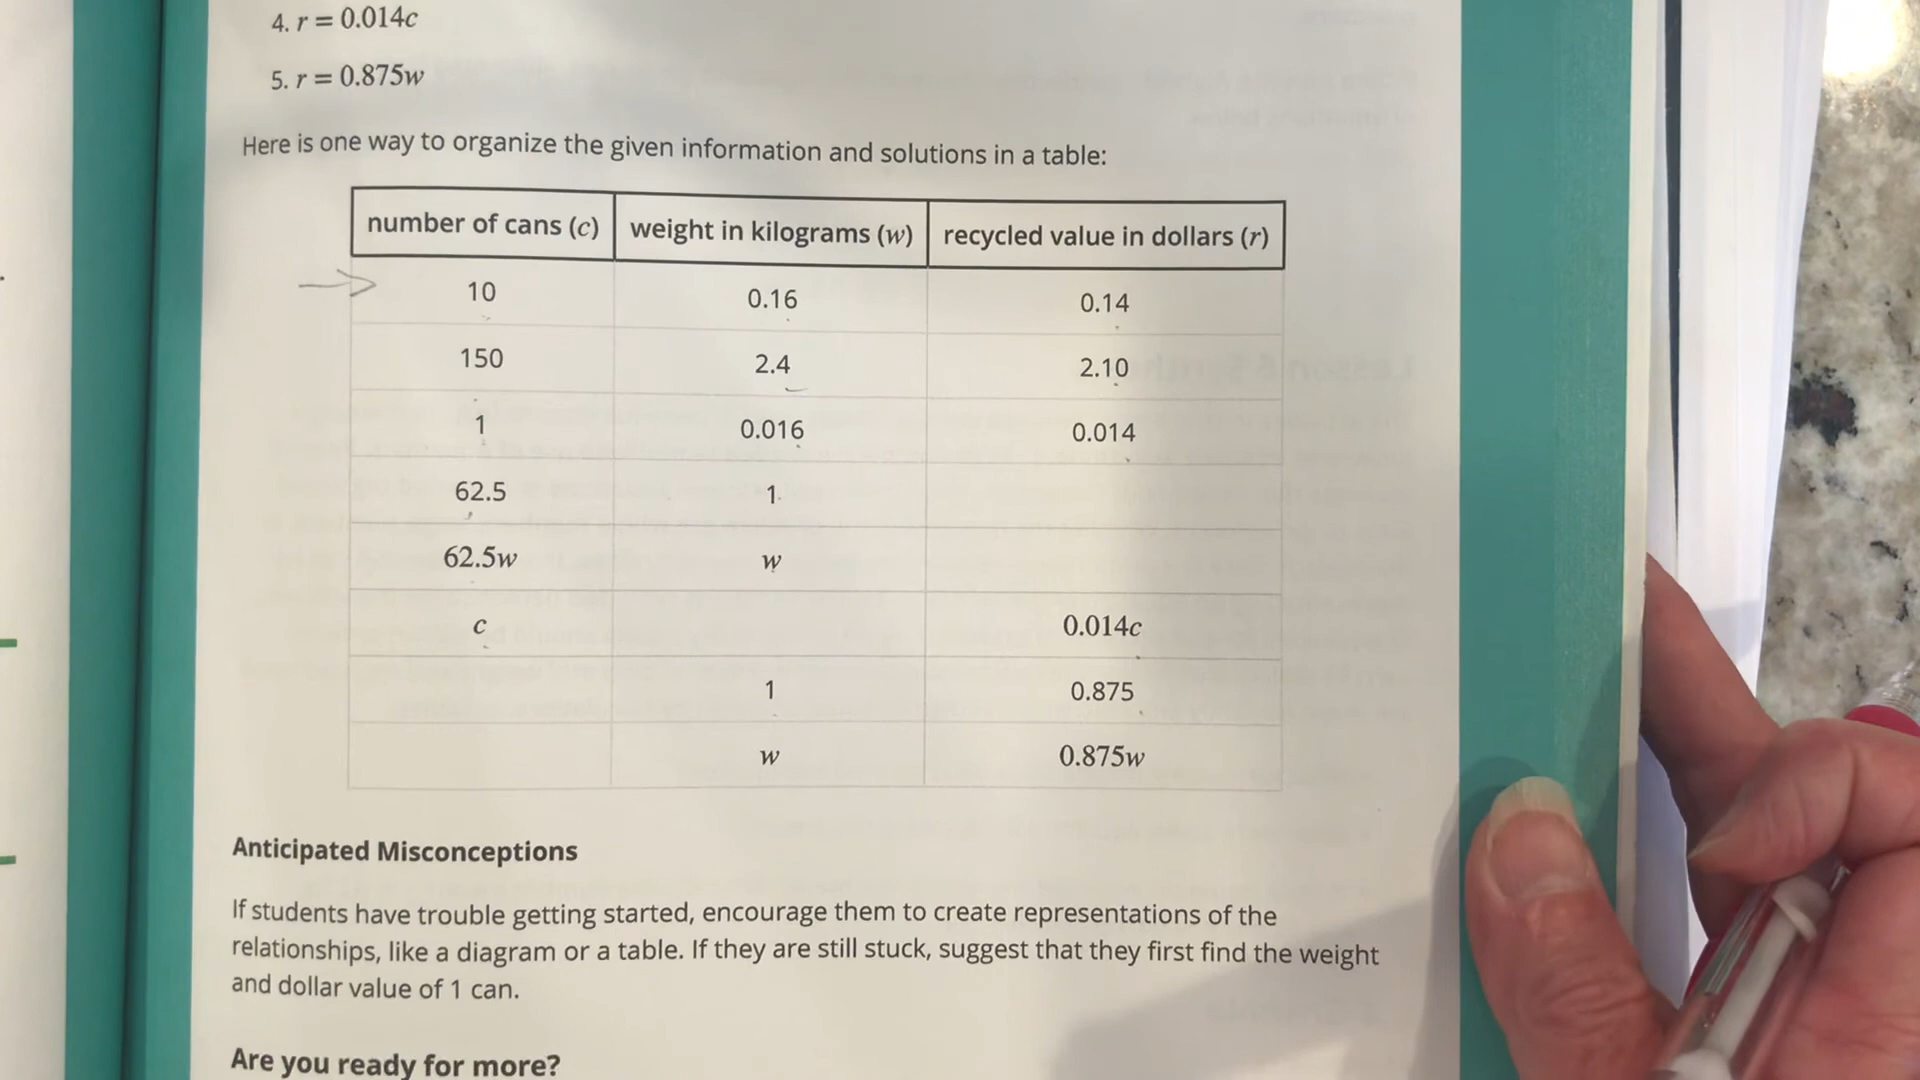 4. r = 0.014c
5. r = 0.875w
Here is one way to organize the given information and solutions in a table:
number of cans (c) weight in kilograms (w) recycled value in dollars (r)
10 0.16 0.14
150 2.4 2.10
1 0.016 0.014
62.5 1
62.5w w
c 0.014c
1 0.875
w 0.875w
Anticipated Misconceptions
If students have trouble getting started, encourage them to create representations of the
relationships, like a diagram or a table. If they are still stuck, suggest that they first find the weight
and dollar value of 1 can.
Are you ready for more?